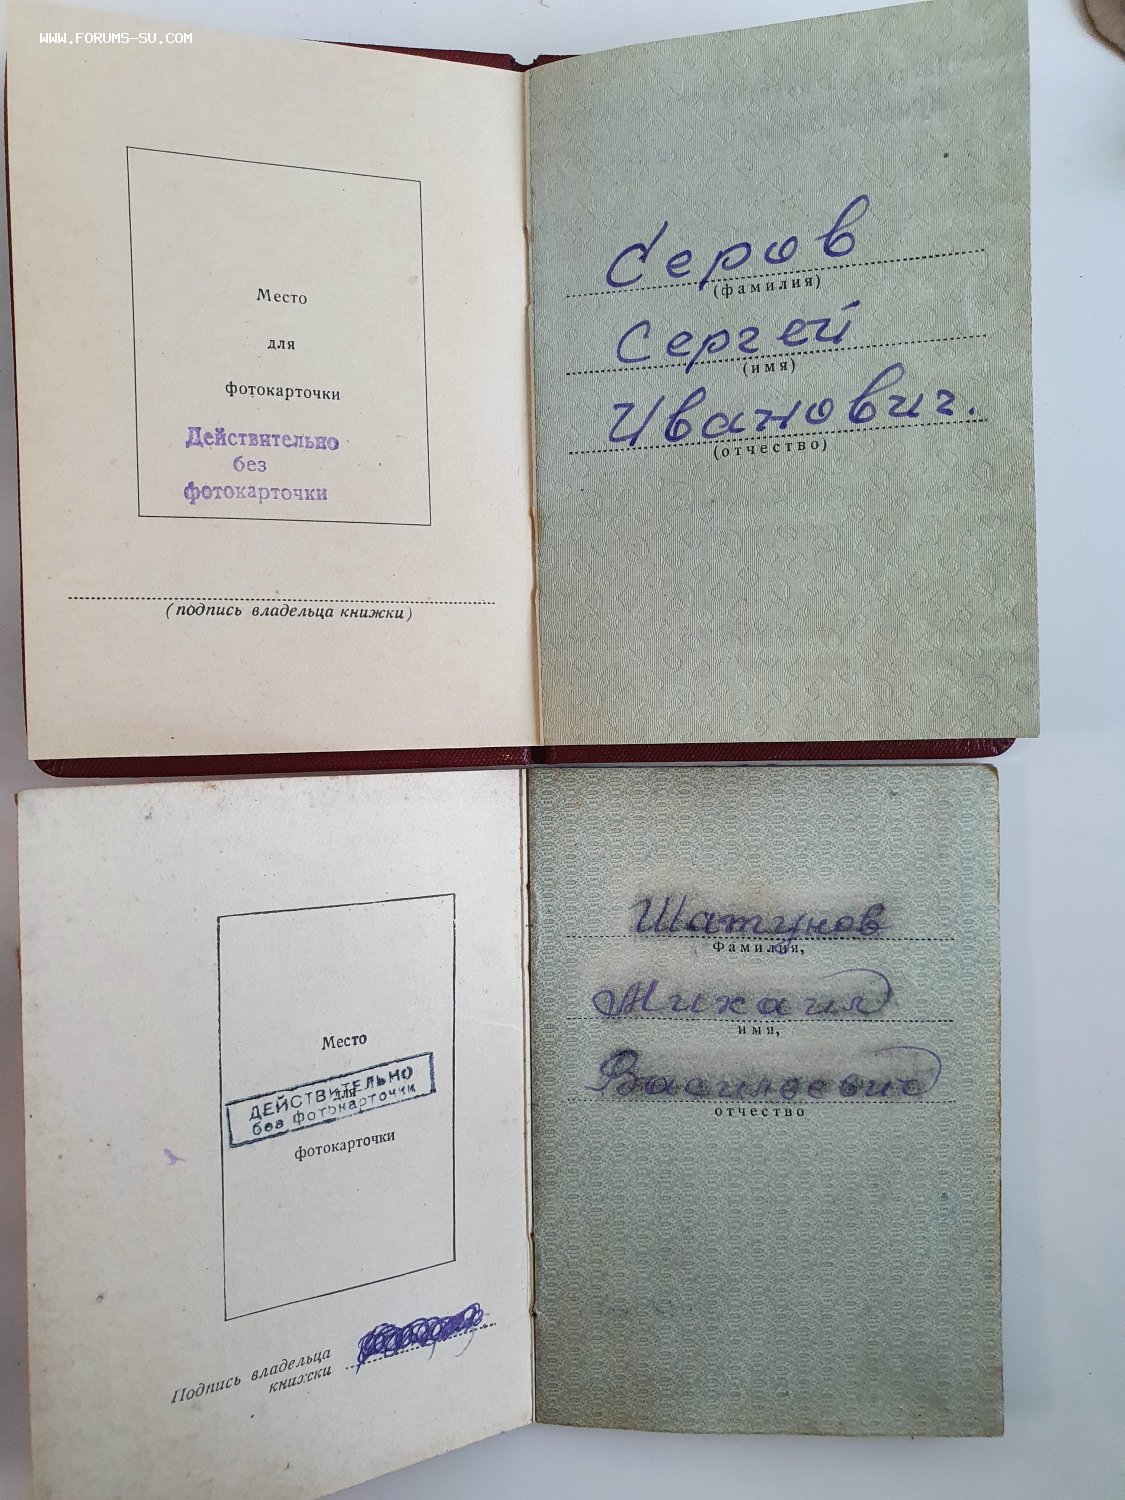 WWW.FORUMS-SU.COM
Место
для
фотокарточки
Действительно
без
фотокарточки
(подпись владельца книжки)
Серов
(фамилия)
Сергей
(имя)
Иванович.
(отчество)
Место
для
ДЕЙСТВИТЕЛЬНО
без фотокарточки
фотокарточки
Подпись владельца
книжки
Шатунов
Фамилия,
Михаил
имя,
Васильевич
отчество